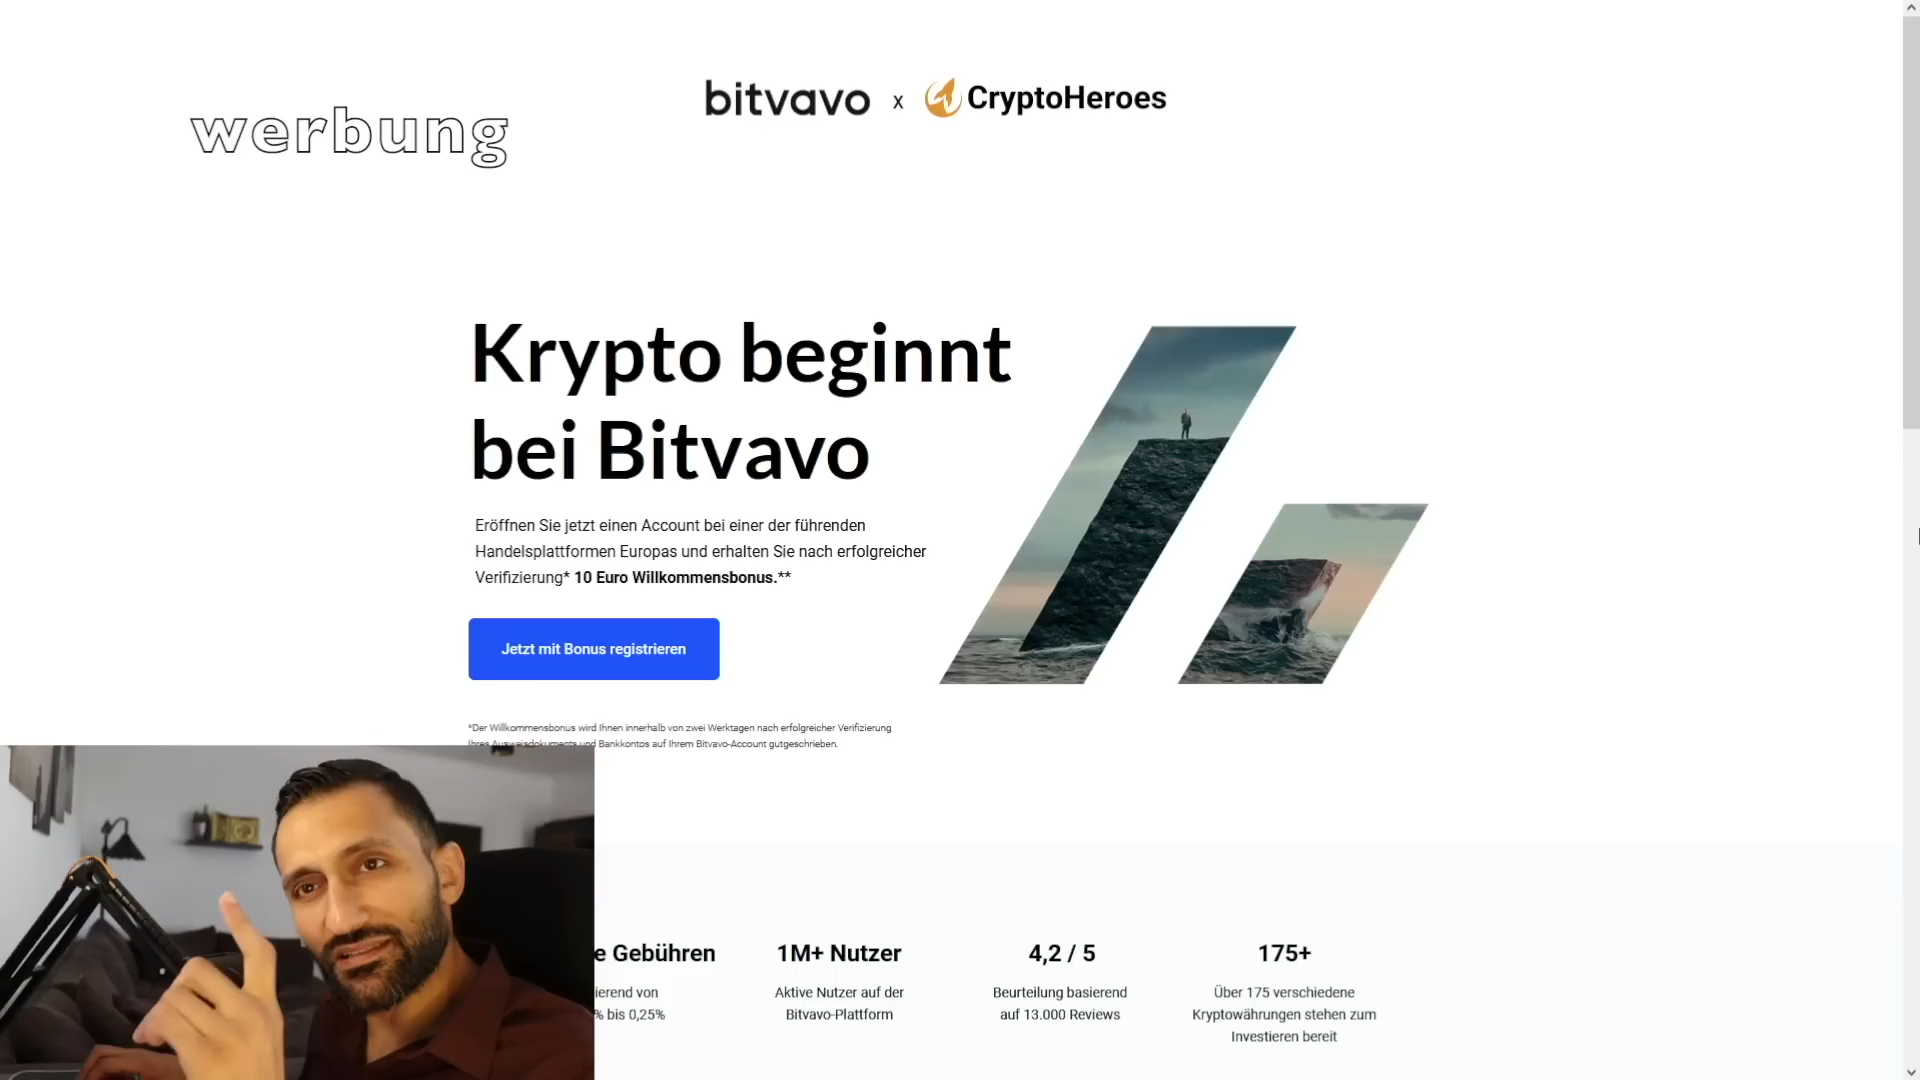 werbung
bitvavo x CryptoHeroes
Krypto beginnt
bei Bitvavo
Eröffnen Sie jetzt einen Account bei einer der führenden
Handelsplattformen Europas und erhalten Sie nach erfolgreicher
Verifizierung* 10 Euro Willkommensbonus.**
Jetzt mit Bonus registrieren
*Der Willkommensbonus wird Ihnen innerhalb von zwei Werktagen nach erfolgreicher Verifizierung
Ihres Ausweisdokuments und Bankkontos auf Ihrem Bitvavo-Account gutgeschrieben.
e Gebühren
ierend von
% bis 0,25%
1M+ Nutzer
Aktive Nutzer auf der
Bitvavo-Plattform
4,2 / 5
Beurteilung basierend
auf 13.000 Reviews
175+
Über 175 verschiedene
Kryptowährungen stehen zum
Investieren bereit